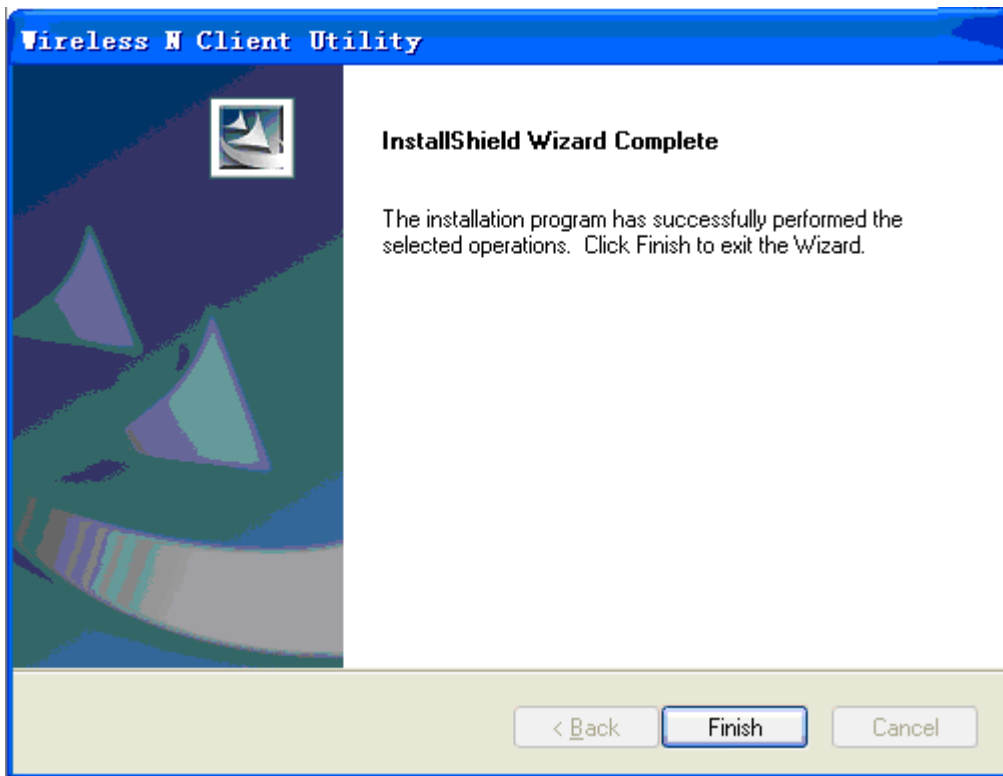 Wireless N Client Utility
InstallShield Wizard Complete
The installation program has successfully performed the
selected operations.  Click Finish to exit the Wizard.
< Back
Finish
Cancel